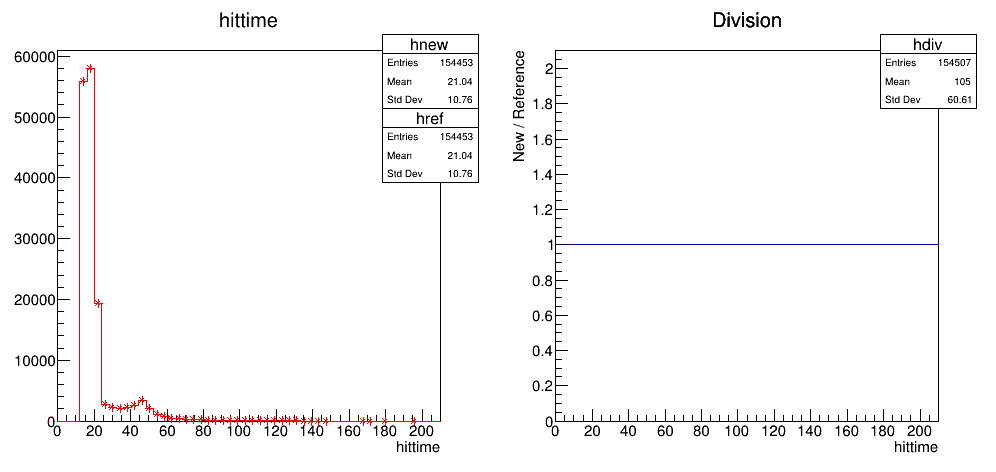 hittime
hnew
Entries 154453
Mean 21.04
Std Dev 10.76
href
Entries 154453
Mean 21.04
Std Dev 10.76
60000
50000
40000
30000
20000
10000
0
0 20 40 60 80 100 120 140 160 180 200
hittime
Division
hdiv
Entries 154507
Mean 105
Std Dev 60.61
New / Reference
2
1.8
1.6
1.4
1.2
1
0.8
0.6
0.4
0.2
0
0 20 40 60 80 100 120 140 160 180 200
hittime